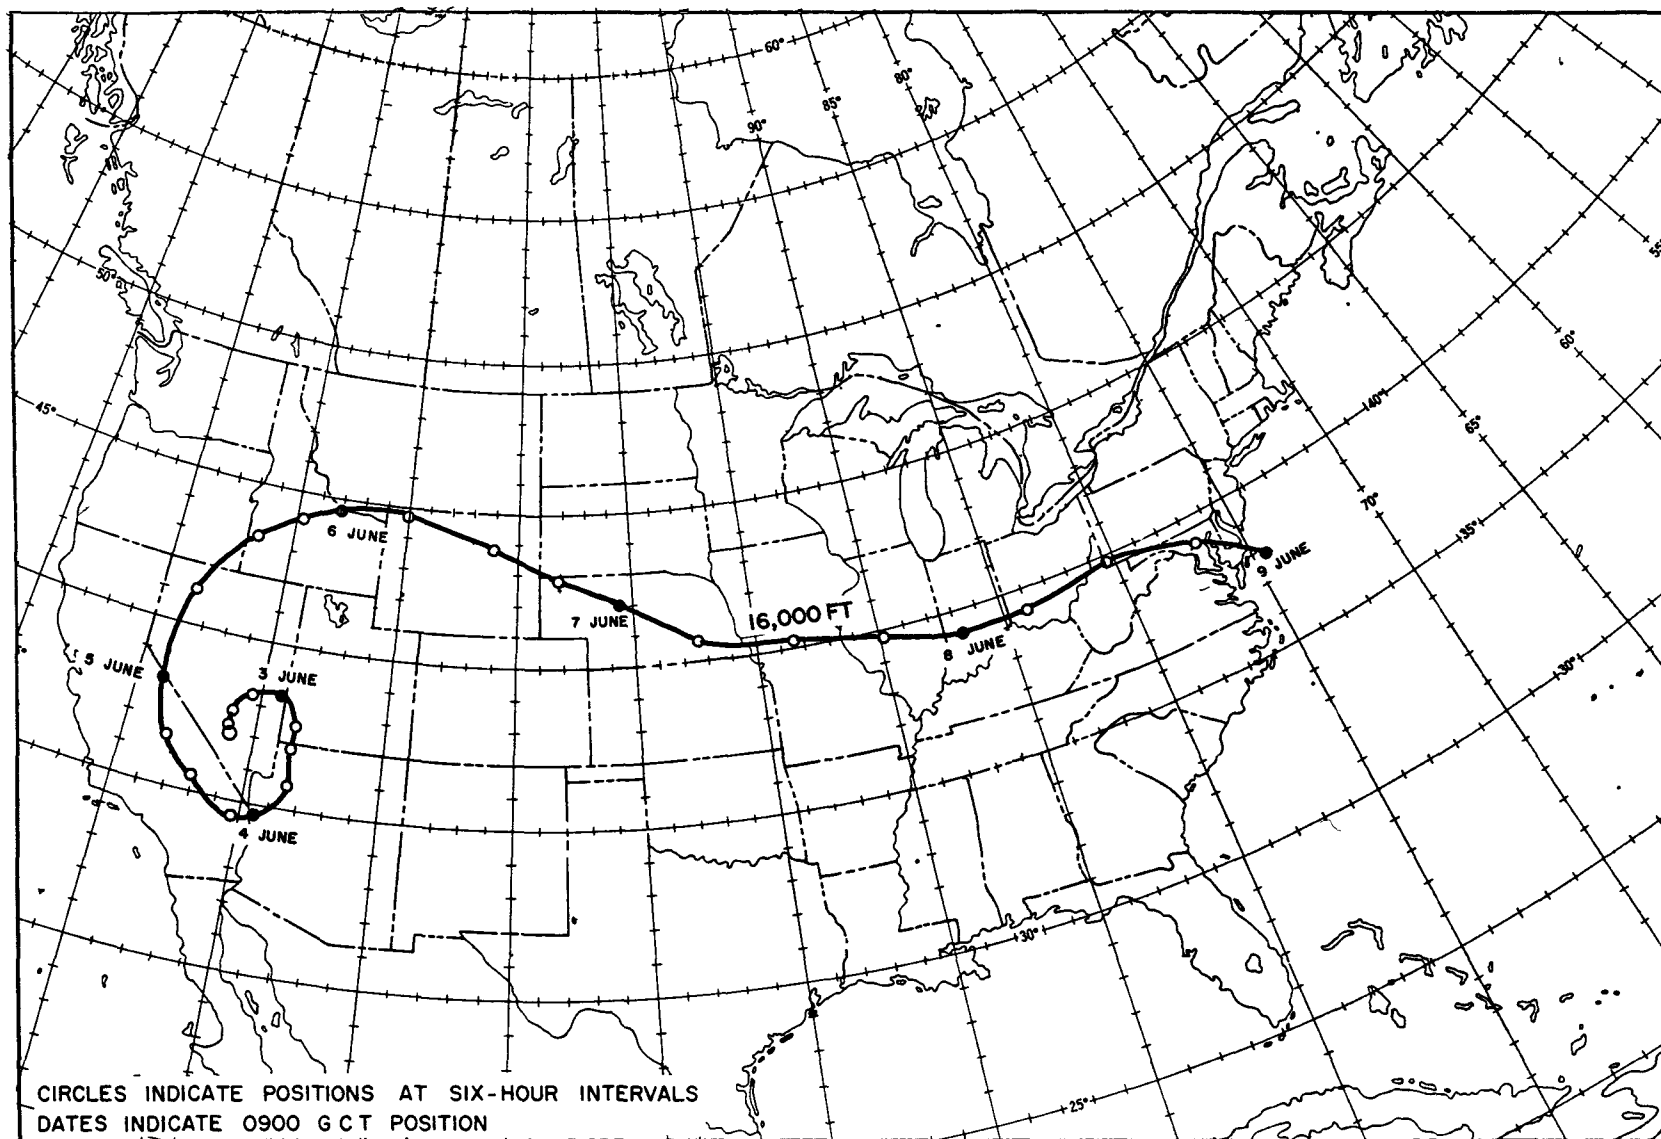 60°
80°
85°
90°
55°
50°
60°
45°
40°
65°
70°
35°
6 JUNE
9 JUNE
7 JUNE
16,000 FT
8 JUNE
5 JUNE
3 JUNE
30°
4 JUNE
30°
25°
CIRCLES INDICATE POSITIONS AT SIX-HOUR INTERVALS
DATES INDICATE 0900 G C T POSITION